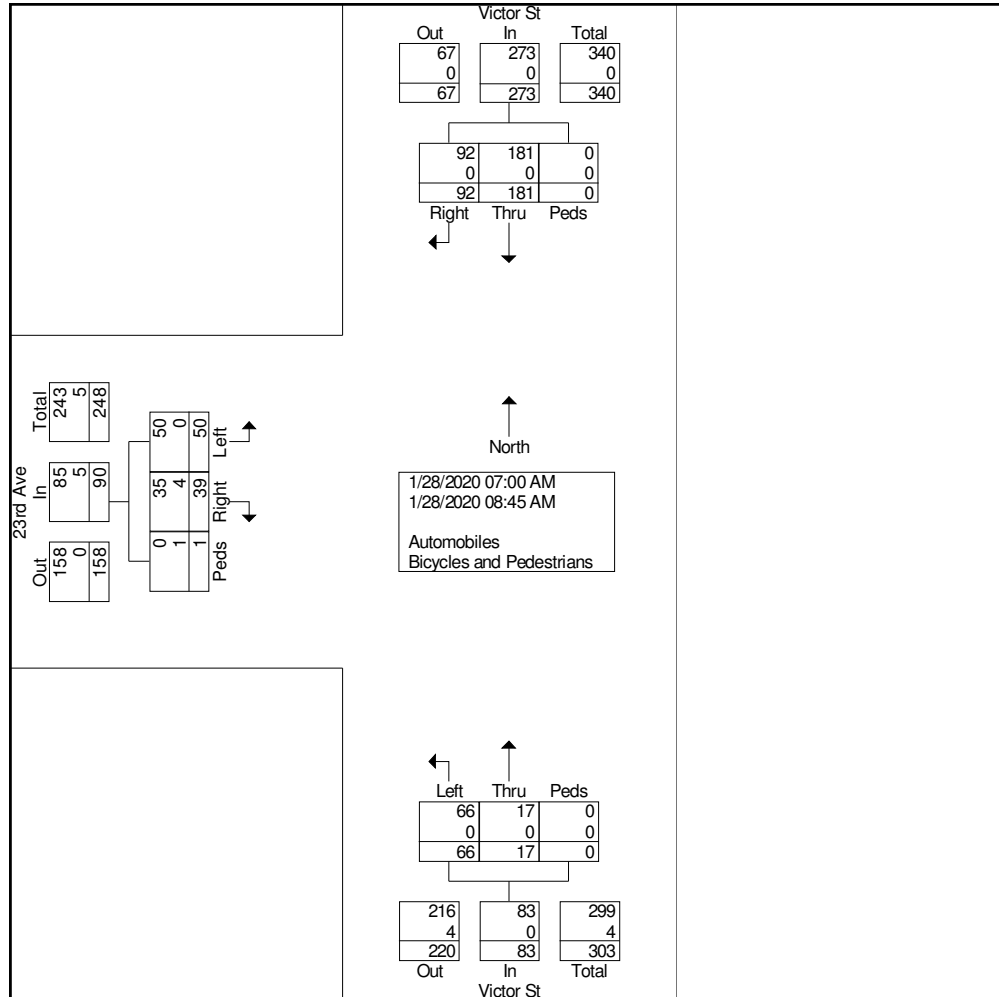 Victor St
Out In Total
67 273 340
0 0 0
67 273 340
92 181 0
0 0 0
92 181 0
Right Thru Peds
23rd Ave
Total
243
5
248
In
85
5
90
Out
158
0
158
50
0
50
Left
35
4
39
Right
0
1
1
Peds
North
1/28/2020 07:00 AM
1/28/2020 08:45 AM
Automobiles
Bicycles and Pedestrians
Left Thru Peds
66 17 0
0 0 0
66 17 0
216 83 299
4 0 4
220 83 303
Out In Total
Victor St